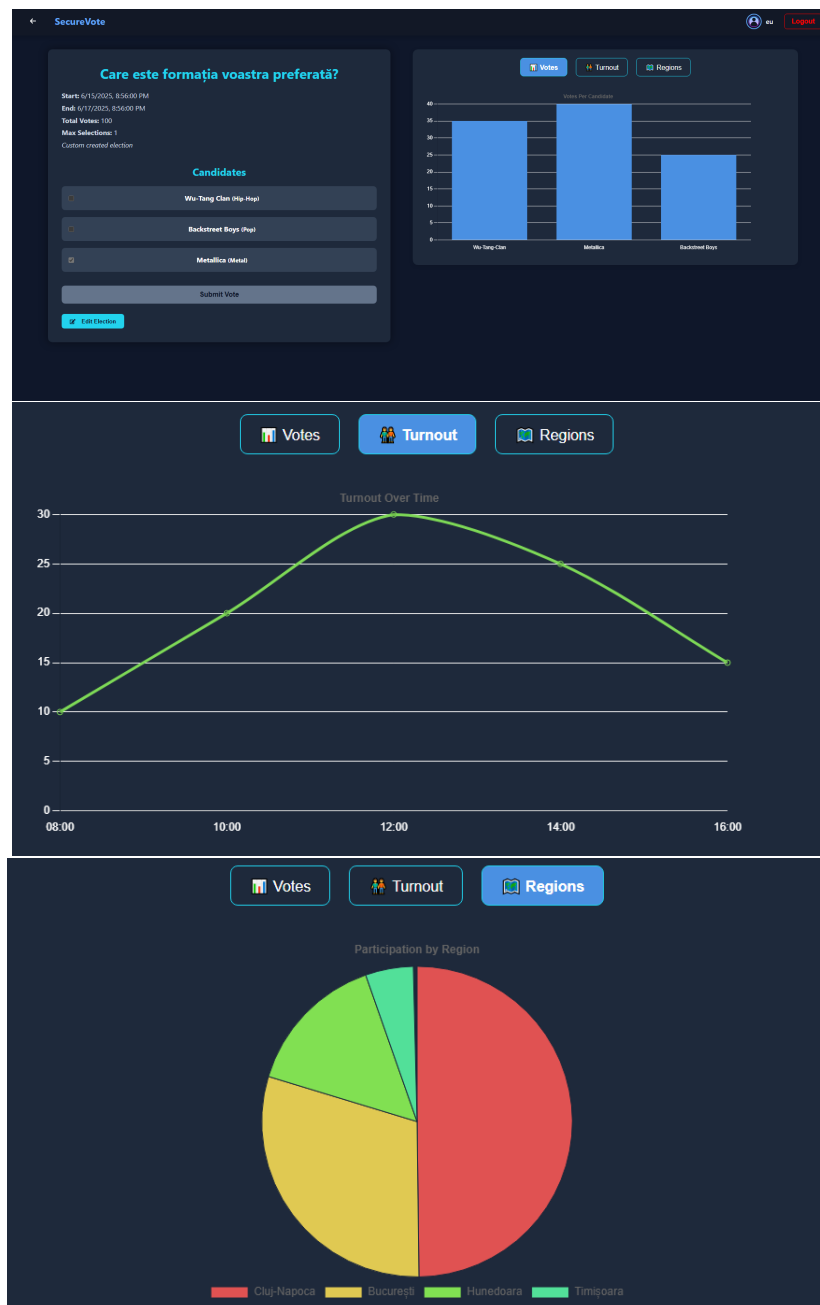 SecureVote
eu
Logout
Care este formația voastra preferată?
Start: 6/15/2025, 8:56:00 PM
End: 6/17/2025, 8:56:00 PM
Total Votes: 100
Max Selections: 1
Custom created election
Candidates
Wu-Tang Clan (Hip-Hop)
Backstreet Boys (Pop)
Metallica (Metal)
Submit Vote
Edit Election
Votes
Turnout
Regions
Votes Per Candidate
40
35
30
25
20
15
10
5
0
Wu-Tang-Clan
Metallica
Backstreet Boys
Votes
Turnout
Regions
Turnout Over Time
30
25
20
15
10
5
0
08:00
10:00
12:00
14:00
16:00
Votes
Turnout
Regions
Participation by Region
Cluj-Napoca
București
Hunedoara
Timișoara